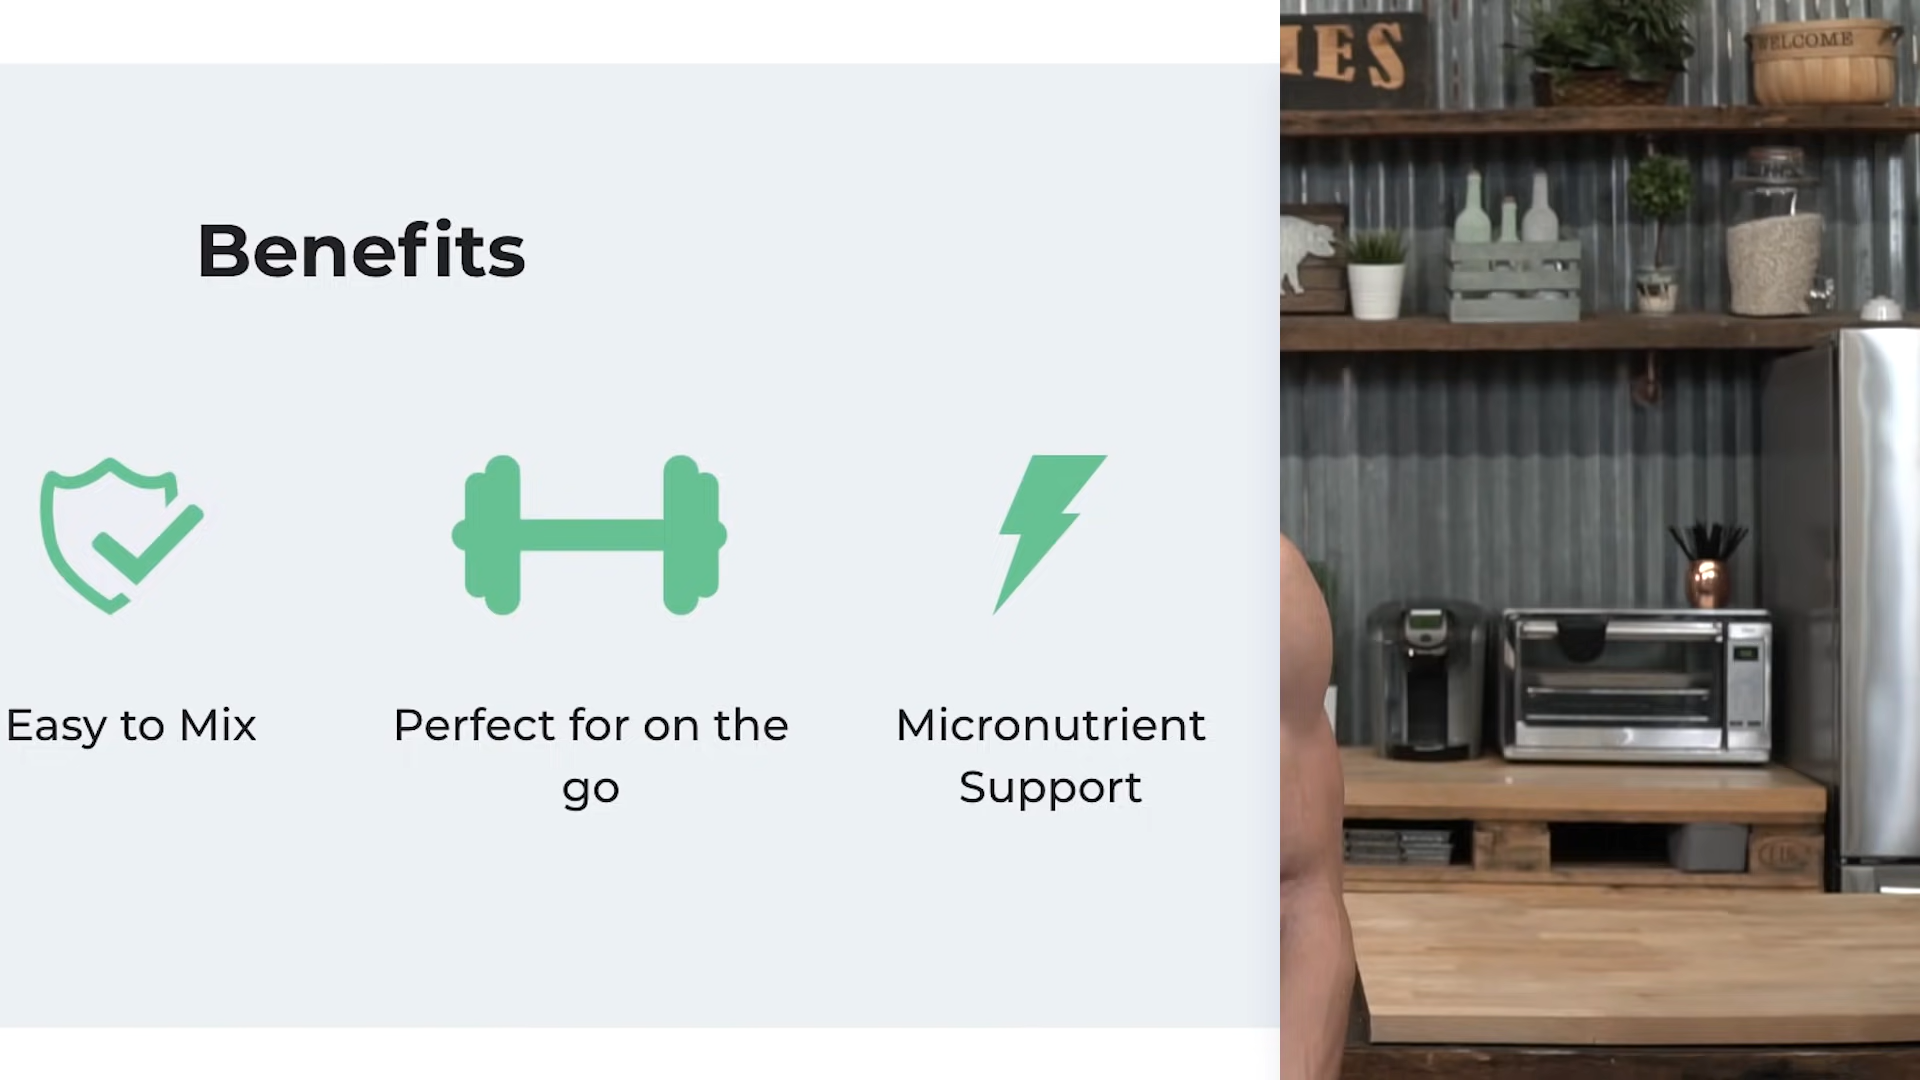 IES
WELCOME
Benefits
Easy to Mix
Perfect for on the
go
Micronutrient
Support